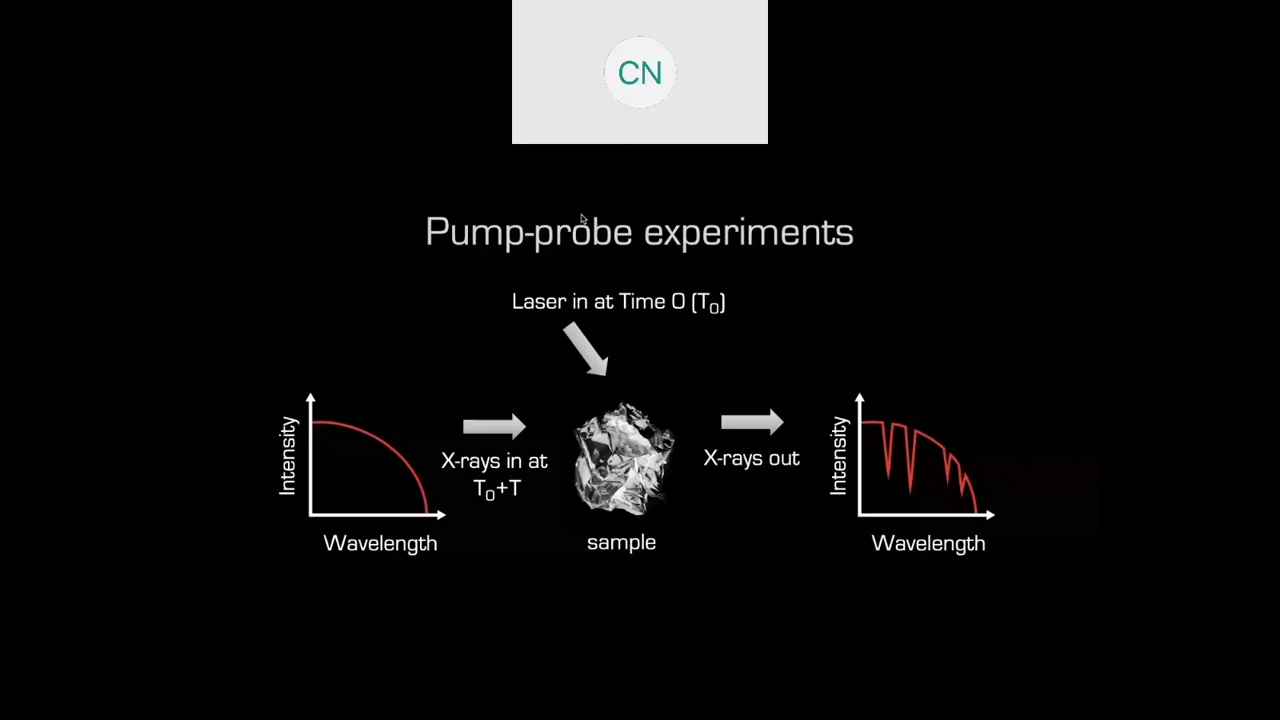 CN
Pump-probe experiments
Laser in at Time 0 (T0)
Intensity
X-rays in at
T0+T
X-rays out
Intensity
Wavelength
sample
Wavelength